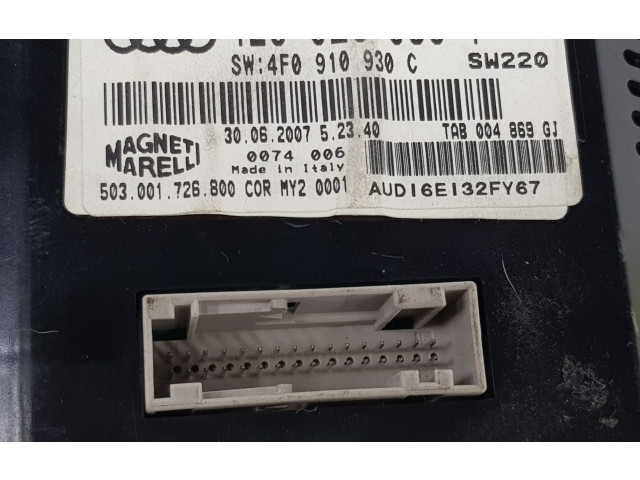 SW:4F0 910 930 C SW220
30.06.2007 5.23.40 TAB 004 869 GJ
MAGNETI MARELLI
0074 006
Made in Italy
503.001.726.800 COR MY2 0001
AUDI6EI32FY67